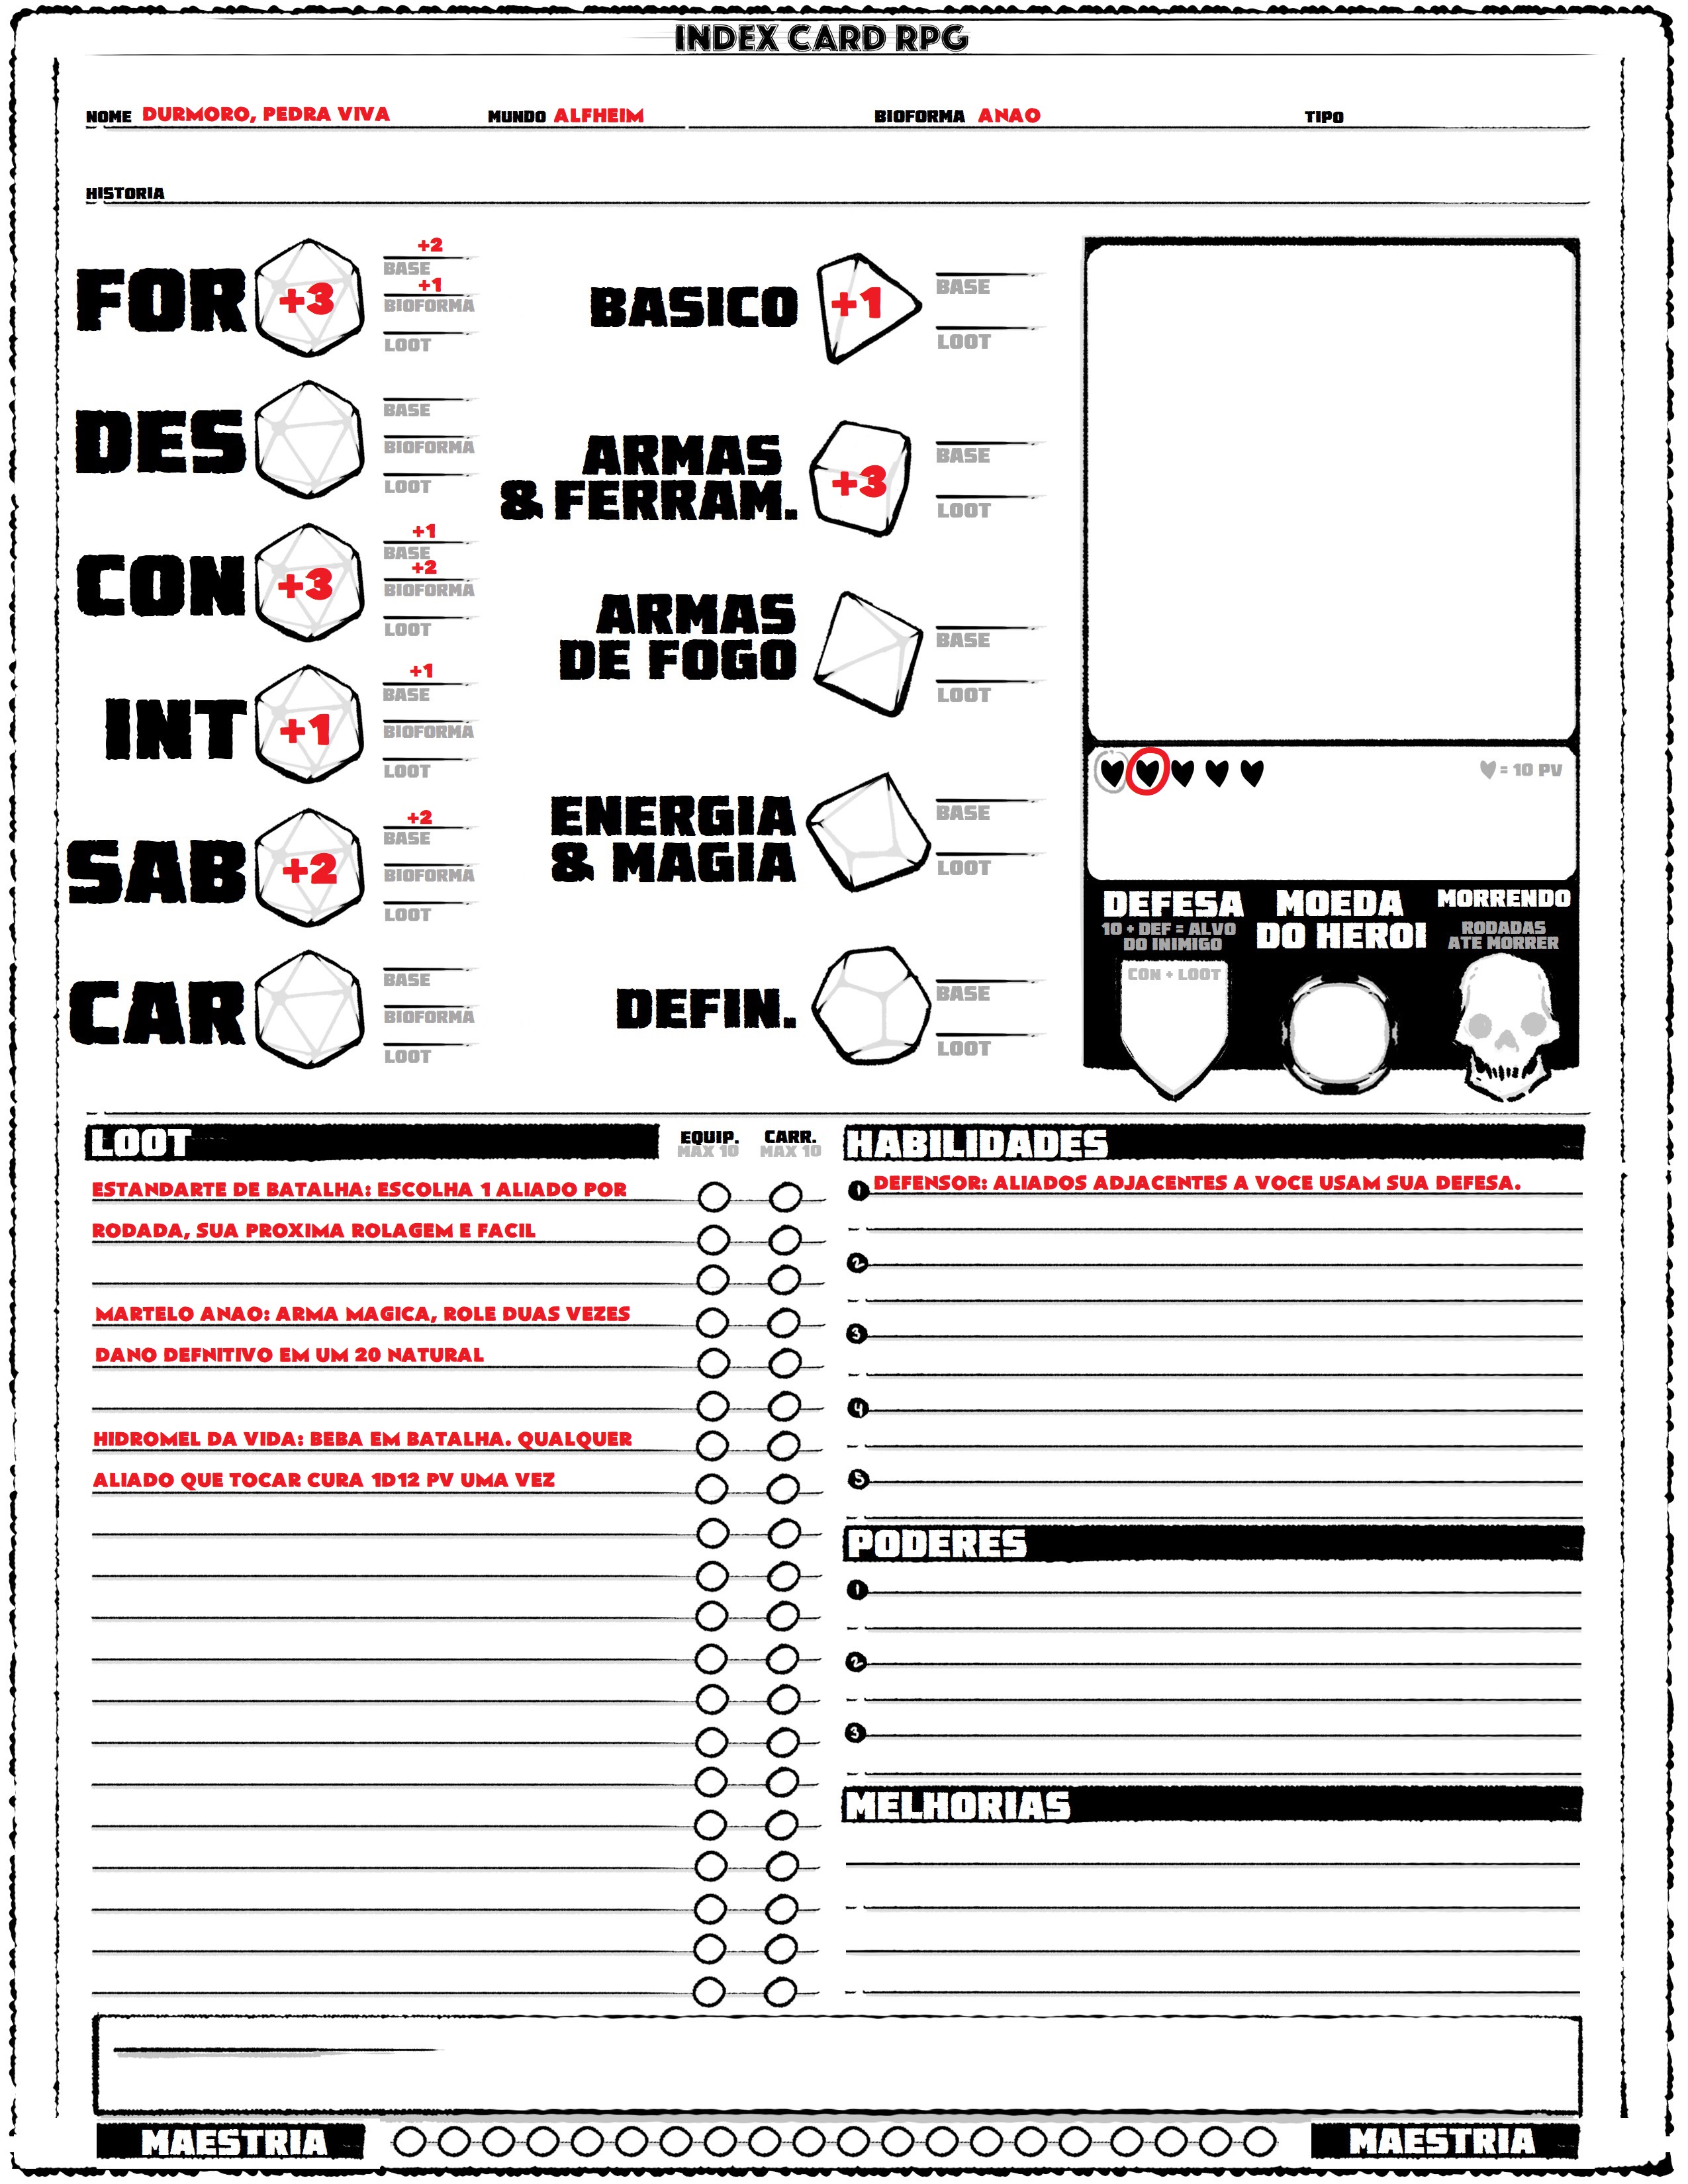 INDEX CARD RPG
NOME DURMORO, PEDRA VIVA MUNDO ALFHEIM BIOFORMA ANAO TIPO
HISTORIA
FOR +3
+2
BASE
+1
BIOFORMA
LOOT
DES
BASE
BIOFORMA
LOOT
CON +3
+1
BASE
+2
BIOFORMA
LOOT
INT +1
+1
BASE
BIOFORMA
LOOT
SAB +2
+2
BASE
BIOFORMA
LOOT
CAR
BASE
BIOFORMA
LOOT
BASICO +1
BASE
LOOT
ARMAS
& FERRAM. +3
BASE
LOOT
ARMAS
DE FOGO
BASE
LOOT
ENERGIA
& MAGIA
BASE
LOOT
DEFIN.
BASE
LOOT
= 10 PV
DEFESA
10 + DEF = ALVO
DO INIMIGO
CON + LOOT
MOEDA
DO HEROI
MORRENDO
RODADAS
ATE MORRER
LOOT
EQUIP. CARR.
MAX 10 MAX 10
ESTANDARTE DE BATALHA: ESCOLHA 1 ALIADO POR
RODADA, SUA PROXIMA ROLAGEM E FACIL
MARTELO ANAO: ARMA MAGICA, ROLE DUAS VEZES
DANO DEFNITIVO EM UM 20 NATURAL
HIDROMEL DA VIDA: BEBA EM BATALHA. QUALQUER
ALIADO QUE TOCAR CURA 1D12 PV UMA VEZ
HABILIDADES
1 DEFENSOR: ALIADOS ADJACENTES A VOCE USAM SUA DEFESA.
2
3
4
5
PODERES
1
2
3
MELHORIAS
MAESTRIA MAESTRIA